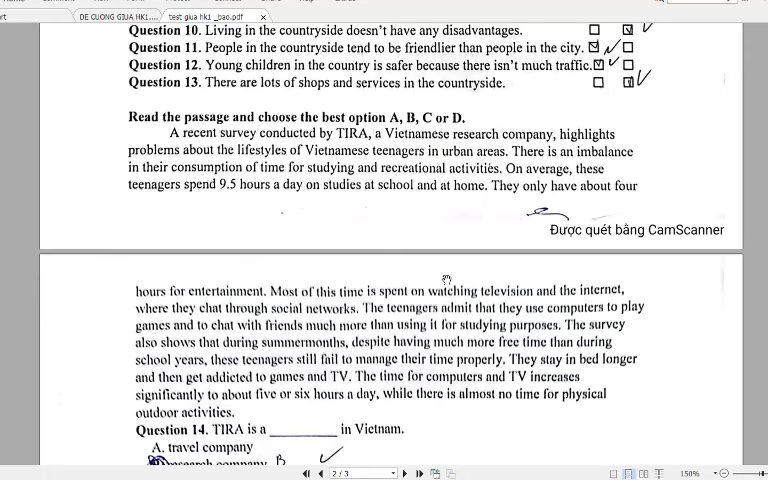 DE CUONG GIUA HK1.... test giua hk1 _bao.pdf ×
Question 10. Living in the countryside doesn't have any disadvantages.
Question 11. People in the countryside tend to be friendlier than people in the city.
Question 12. Young children in the country is safer because there isn't much traffic.
Question 13. There are lots of shops and services in the countryside.
Read the passage and choose the best option A, B, C or D.
A recent survey conducted by TIRA, a Vietnamese research company, highlights
problems about the lifestyles of Vietnamese teenagers in urban areas. There is an imbalance
in their consumption of time for studying and recreational activities. On average, these
teenagers spend 9.5 hours a day on studies at school and at home. They only have about four
Được quét bằng CamScanner
hours for entertainment. Most of this time is spent on watching television and the internet,
where they chat through social networks. The teenagers admit that they use computers to play
games and to chat with friends much more than using it for studying purposes. The survey
also shows that during summermonths, despite having much more free time than during
school years, these teenagers still fail to manage their time properly. They stay in bed longer
and then get addicted to games and TV. The time for computers and TV increases
significantly to about five or six hours a day, while there is almost no time for physical
outdoor activities.
Question 14. TIRA is a __________ in Vietnam.
A. travel company
research company B
2 / 3 150%